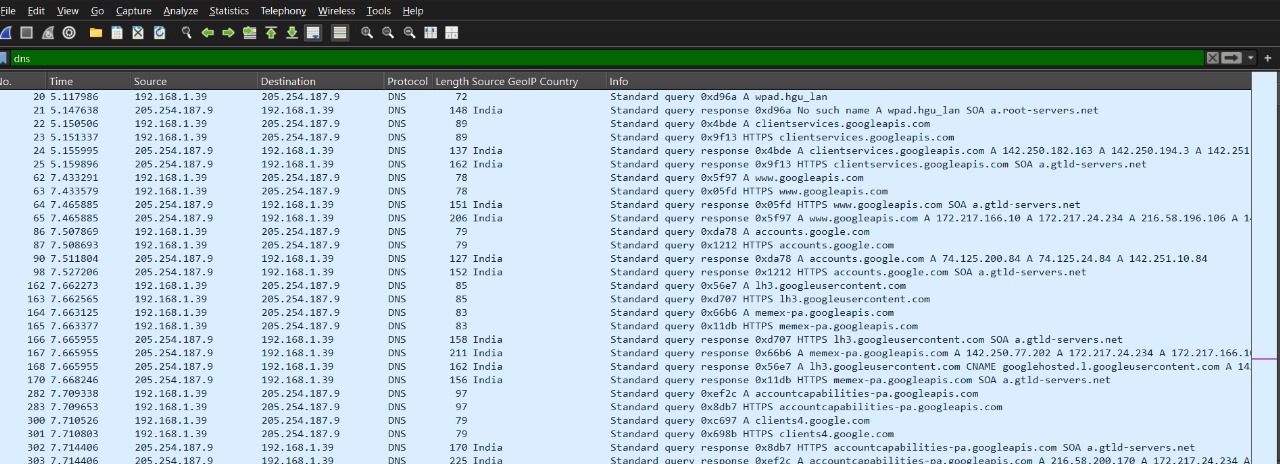 File Edit View Go Capture Analyze Statistics Telephony Wireless Tools Help
dns
No. Time Source Destination Protocol Length Source GeoIP Country Info
20 5.117986 192.168.1.39 205.254.187.9 DNS 72 Standard query 0xd96a A wpad.hgu_lan
21 5.147638 205.254.187.9 192.168.1.39 DNS 148 India Standard query response 0xd96a No such name A wpad.hgu_lan SOA a.root-servers.net
22 5.150506 192.168.1.39 205.254.187.9 DNS 89 Standard query 0x4bde A clientservices.googleapis.com
23 5.151337 192.168.1.39 205.254.187.9 DNS 89 Standard query 0x9f13 HTTPS clientservices.googleapis.com
24 5.155995 205.254.187.9 192.168.1.39 DNS 137 India Standard query response 0x4bde A clientservices.googleapis.com A 142.250.182.163 A 142.250.194.3 A 142.251
25 5.159896 205.254.187.9 192.168.1.39 DNS 162 India Standard query response 0x9f13 HTTPS clientservices.googleapis.com SOA a.gtld-servers.net
62 7.433291 192.168.1.39 205.254.187.9 DNS 78 Standard query 0x5f97 A www.googleapis.com
63 7.433579 192.168.1.39 205.254.187.9 DNS 78 Standard query 0x05fd HTTPS www.googleapis.com
64 7.465885 205.254.187.9 192.168.1.39 DNS 151 India Standard query response 0x05fd HTTPS www.googleapis.com SOA a.gtld-servers.net
65 7.465885 205.254.187.9 192.168.1.39 DNS 206 India Standard query response 0x5f97 A www.googleapis.com A 172.217.166.10 A 172.217.24.234 A 216.58.196.106 A 1
86 7.507869 192.168.1.39 205.254.187.9 DNS 79 Standard query 0xda78 A accounts.google.com
87 7.508693 192.168.1.39 205.254.187.9 DNS 79 Standard query 0x1212 HTTPS accounts.google.com
90 7.511804 205.254.187.9 192.168.1.39 DNS 127 India Standard query response 0xda78 A accounts.google.com A 74.125.200.84 A 74.125.24.84 A 142.251.10.84
98 7.527206 205.254.187.9 192.168.1.39 DNS 152 India Standard query response 0x1212 HTTPS accounts.google.com SOA a.gtld-servers.net
162 7.662273 192.168.1.39 205.254.187.9 DNS 85 Standard query 0x56e7 A lh3.googleusercontent.com
163 7.662565 192.168.1.39 205.254.187.9 DNS 85 Standard query 0xd707 HTTPS lh3.googleusercontent.com
164 7.663125 192.168.1.39 205.254.187.9 DNS 83 Standard query 0x66b6 A memex-pa.googleapis.com
165 7.663377 192.168.1.39 205.254.187.9 DNS 83 Standard query 0x11db HTTPS memex-pa.googleapis.com
166 7.665955 205.254.187.9 192.168.1.39 DNS 158 India Standard query response 0xd707 HTTPS lh3.googleusercontent.com SOA a.gtld-servers.net
167 7.665955 205.254.187.9 192.168.1.39 DNS 211 India Standard query response 0x66b6 A memex-pa.googleapis.com A 142.250.77.202 A 172.217.24.234 A 172.217.166.1
168 7.665955 205.254.187.9 192.168.1.39 DNS 162 India Standard query response 0x56e7 A lh3.googleusercontent.com CNAME googlehosted.l.googleusercontent.com A 14
170 7.668246 205.254.187.9 192.168.1.39 DNS 156 India Standard query response 0x11db HTTPS memex-pa.googleapis.com SOA a.gtld-servers.net
282 7.709338 192.168.1.39 205.254.187.9 DNS 97 Standard query 0xef2c A accountcapabilities-pa.googleapis.com
283 7.709653 192.168.1.39 205.254.187.9 DNS 97 Standard query 0x8db7 HTTPS accountcapabilities-pa.googleapis.com
300 7.710526 192.168.1.39 205.254.187.9 DNS 79 Standard query 0xc697 A clients4.google.com
301 7.710803 192.168.1.39 205.254.187.9 DNS 79 Standard query 0x698b HTTPS clients4.google.com
302 7.714406 205.254.187.9 192.168.1.39 DNS 170 India Standard query response 0x8db7 HTTPS accountcapabilities-pa.googleapis.com SOA a.gtld-servers.net
303 7.714406 205.254.187.9 192.168.1.39 DNS 225 India Standard query response 0xef2c A accountcapabilities-pa.googleapis.com A 216.58.200.170 A 172.217.24.234 A